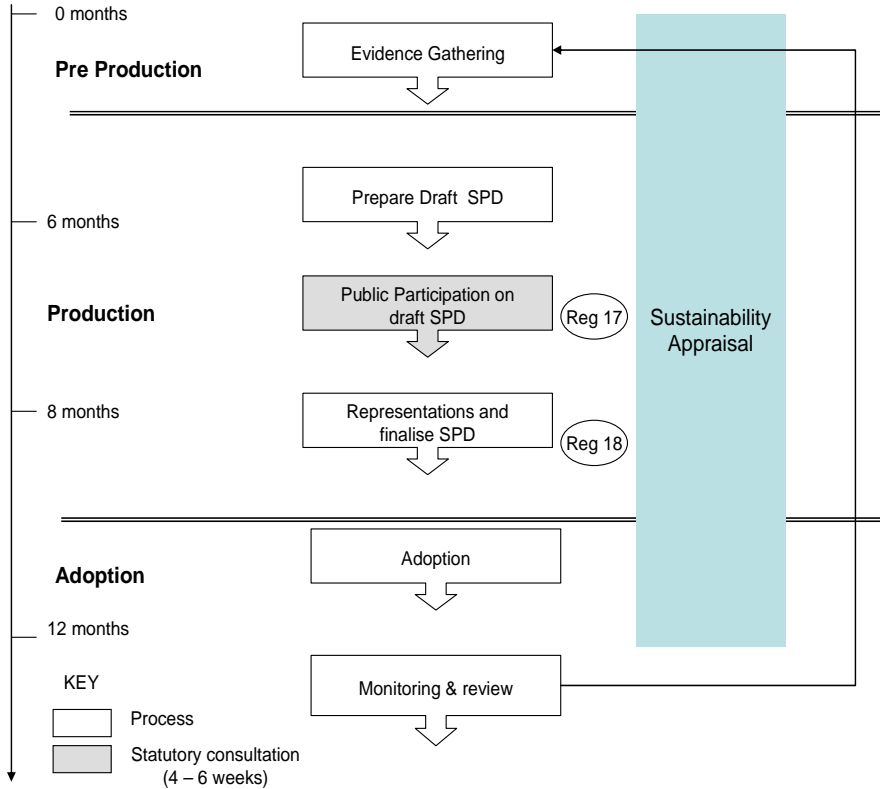 0 months
Evidence Gathering
Pre Production
Prepare Draft SPD
6 months
Public Participation on
draft SPD
Production
Reg 17
Sustainability
Appraisal
8 months
Representations and
finalise SPD
Reg 18
Adoption
Adoption
12 months
Monitoring & review
KEY
Process
Statutory consultation
(4 – 6 weeks)